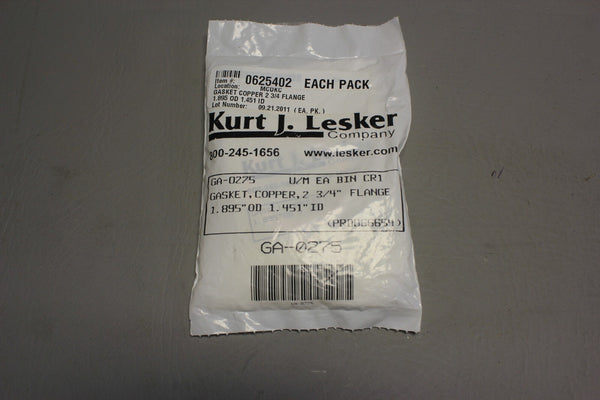 Item #: 0625402 EACH PACK
Location: MCDKC
GASKET COPPER 2 3/4 FLANGE
1.895 OD 1.451 ID
Lot Number: 09.21.2011 ( EA. PK. )
Kurt J. Lesker
Company
800-245-1656 www.lesker.com
GA-0275 U/M EA BIN CR1
GASKET,COPPER,2 3/4" FLANGE
1.895"OD 1.451"ID
GA-0275